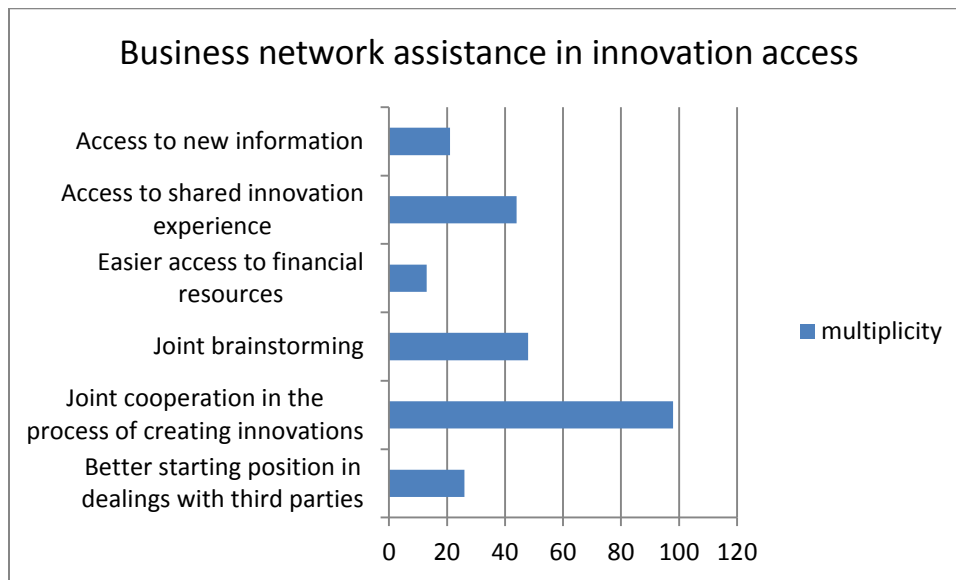 Business network assistance in innovation access
Access to new information
Access to shared innovation
experience
Easier access to financial
resources
Joint brainstorming
Joint cooperation in the
process of creating innovations
Better starting position in
dealings with third parties
multiplicity
0 20 40 60 80 100 120